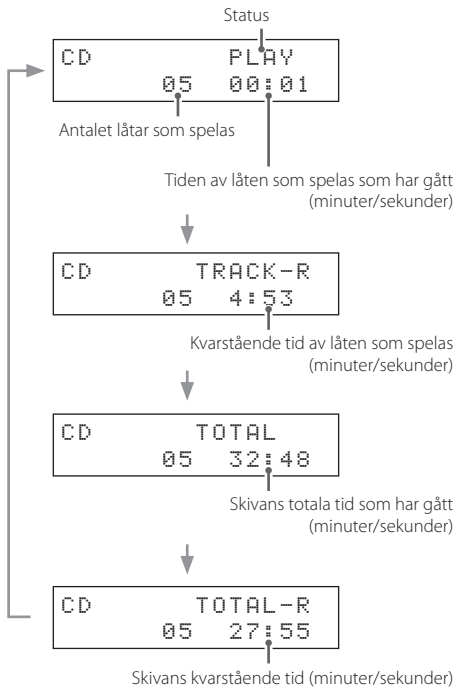 Status
CD PLAY
05 00:01
Antalet låtar som spelas
Tiden av låten som spelas som har gått
(minuter/sekunder)
CD TRACK-R
05 4:53
Kvarstående tid av låten som spelas
(minuter/sekunder)
CD TOTAL
05 32:48
Skivans totala tid som har gått
(minuter/sekunder)
CD TOTAL-R
05 27:55
Skivans kvarstående tid (minuter/sekunder)